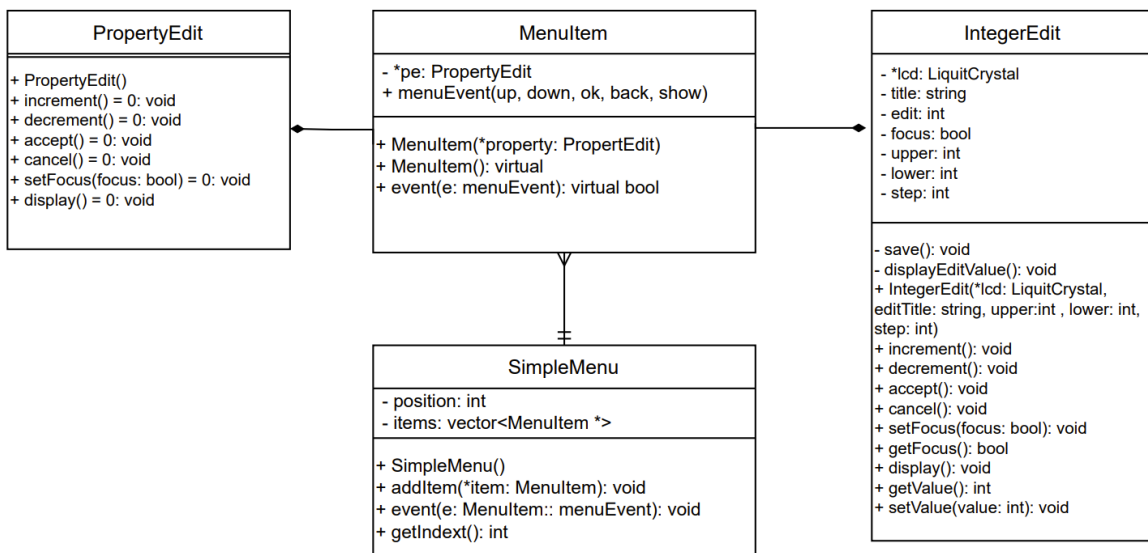 PropertyEdit
+ PropertyEdit()
+ increment() = 0: void
+ decrement() = 0: void
+ accept() = 0: void
+ cancel() = 0: void
+ setFocus(focus: bool) = 0: void
+ display() = 0: void
MenuItem
- *pe: PropertyEdit
+ menuEvent(up, down, ok, back, show)
+ MenuItem(*property: PropertEdit)
+ MenuItem(): virtual
+ event(e: menuEvent): virtual bool
IntegerEdit
- *lcd: LiquitCrystal
- title: string
- edit: int
- focus: bool
- upper: int
- lower: int
- step: int
- save(): void
- displayEditValue(): void
+ IntegerEdit(*lcd: LiquitCrystal,
editTitle: string, upper:int , lower: int,
step: int)
+ increment(): void
+ decrement(): void
+ accept(): void
+ cancel(): void
+ setFocus(focus: bool): void
+ getFocus(): bool
+ display(): void
+ getValue(): int
+ setValue(value: int): void
SimpleMenu
- position: int
- items: vector<MenuItem *>
+ SimpleMenu()
+ addItem(*item: MenuItem): void
+ event(e: MenuItem:: menuEvent): void
+ getIndext(): int